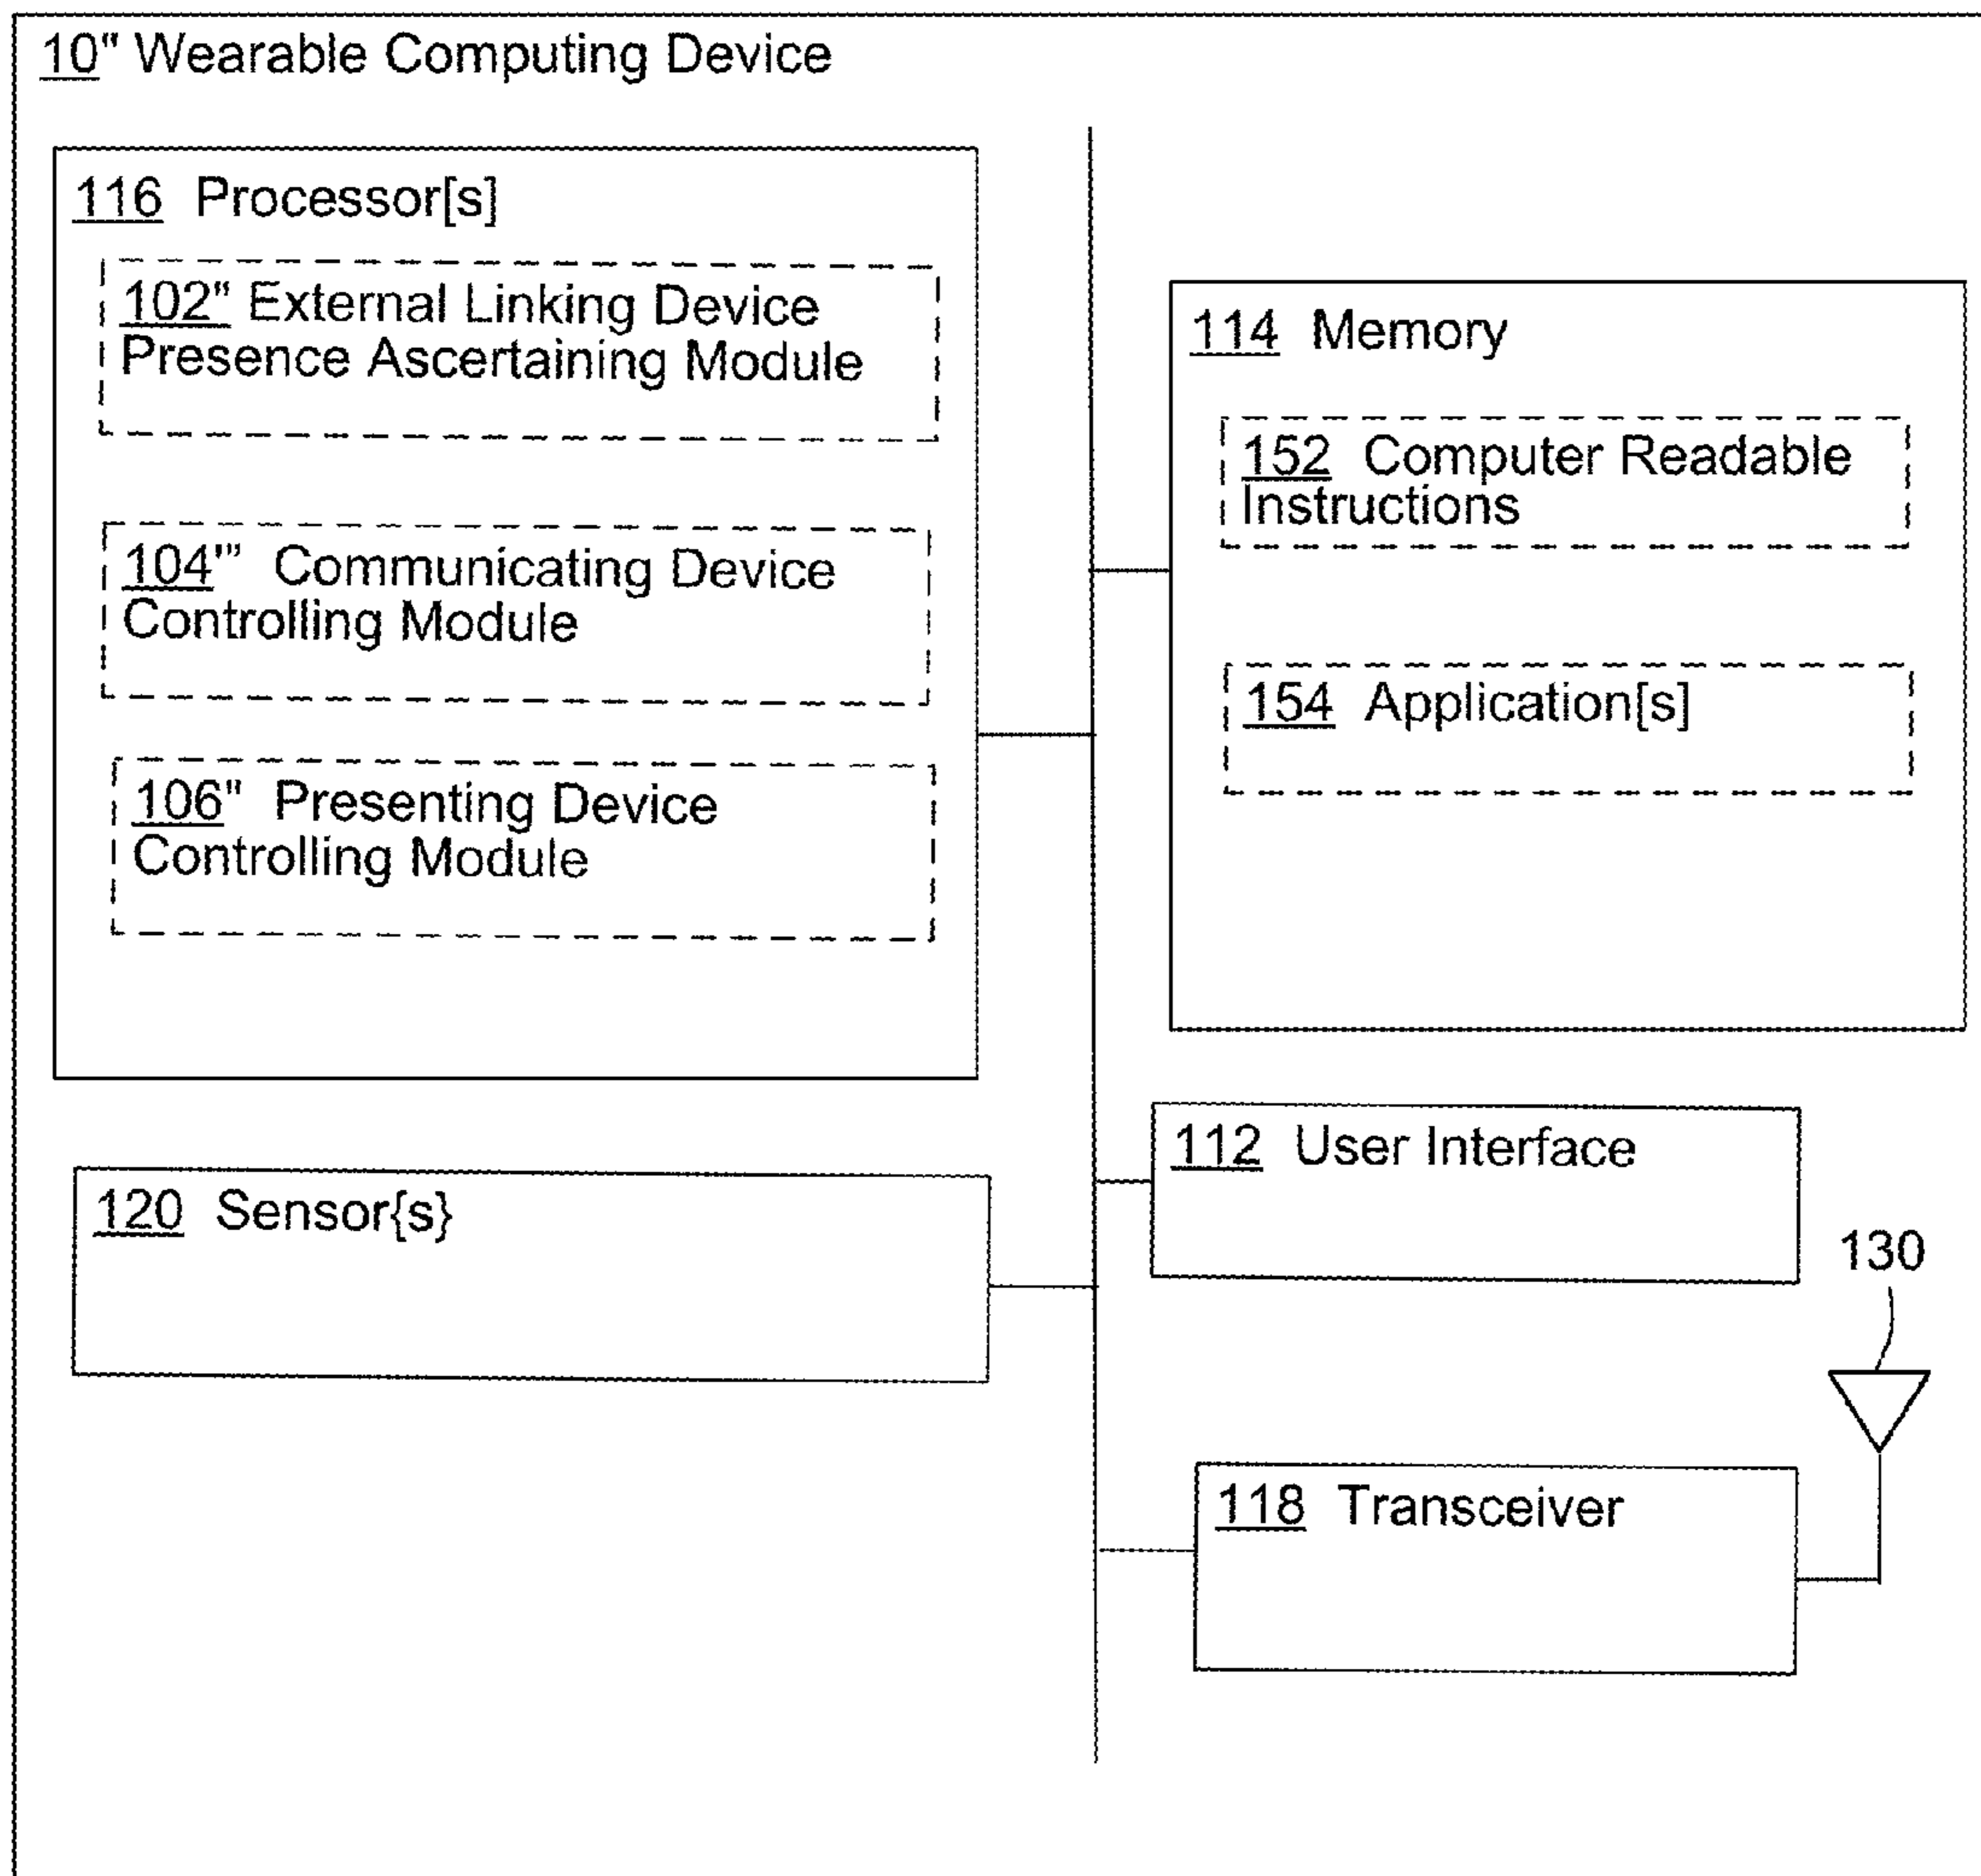 10" Wearable Computing Device
116 Processor[s]
102" External Linking Device
Presence Ascertaining Module
104'" Communicating Device
Controlling Module
106" Presenting Device
Controlling Module
120 Sensor{s}
114 Memory
152 Computer Readable
Instructions
154 Application[s]
112 User Interface
130
118 Transceiver